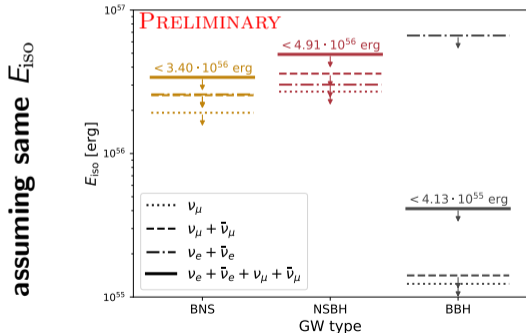 assuming same E_iso
PRELIMINARY
10^57
10^56
10^55
E_iso [erg]
< 3.40 · 10^56 erg
< 4.91 · 10^56 erg
< 4.13 · 10^55 erg
ν_μ
ν_μ + ν̄_μ
ν_e + ν̄_e
ν_e + ν̄_e + ν_μ + ν̄_μ
BNS NSBH BBH
GW type